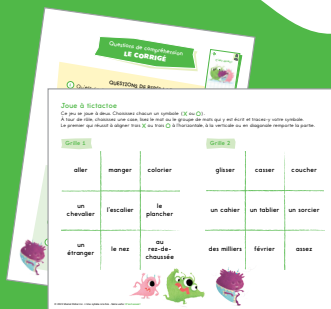 Questions de compréhension
LE CORRIGÉ
Joue à tictactoe
Ce jeu se joue à deux. Choisissez chacun un symbole (X ou O).
À tour de rôle, choisissez une case, lisez le mot ou le groupe de mots qui y est écrit et tracez-y votre symbole.
Le premier qui réussit à aligner trois X ou trois O à l'horizontale, à la verticale ou en diagonale remporte la partie.
Grille 1
aller manger colorier
un chevalier l'escalier le plancher
un étranger le nez au rez-de-chaussée
Grille 2
glisser casser coucher
un cahier un tablier un sorcier
des milliers février assez